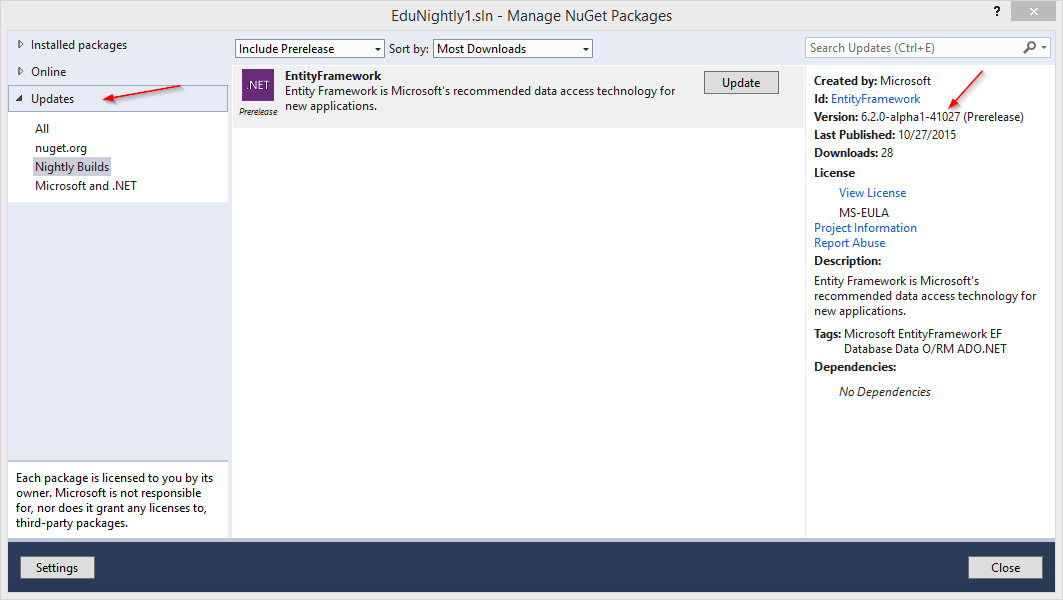 EduNightly1.sln - Manage NuGet Packages
?
Installed packages
Online
Updates
All
nuget.org
Nightly Builds
Microsoft and .NET
Each package is licensed to you by its
owner. Microsoft is not responsible
for, nor does it grant any licenses to,
third-party packages.
Include Prerelease
Sort by:
Most Downloads
.NET
Prerelease
EntityFramework
Entity Framework is Microsoft's recommended data access technology for
new applications.
Update
Search Updates (Ctrl+E)
Created by: Microsoft
Id: EntityFramework
Version: 6.2.0-alpha1-41027 (Prerelease)
Last Published: 10/27/2015
Downloads: 28
License
View License
MS-EULA
Project Information
Report Abuse
Description:
Entity Framework is Microsoft's
recommended data access technology for
new applications.
Tags: Microsoft EntityFramework EF
Database Data O/RM ADO.NET
Dependencies:
No Dependencies
Settings
Close